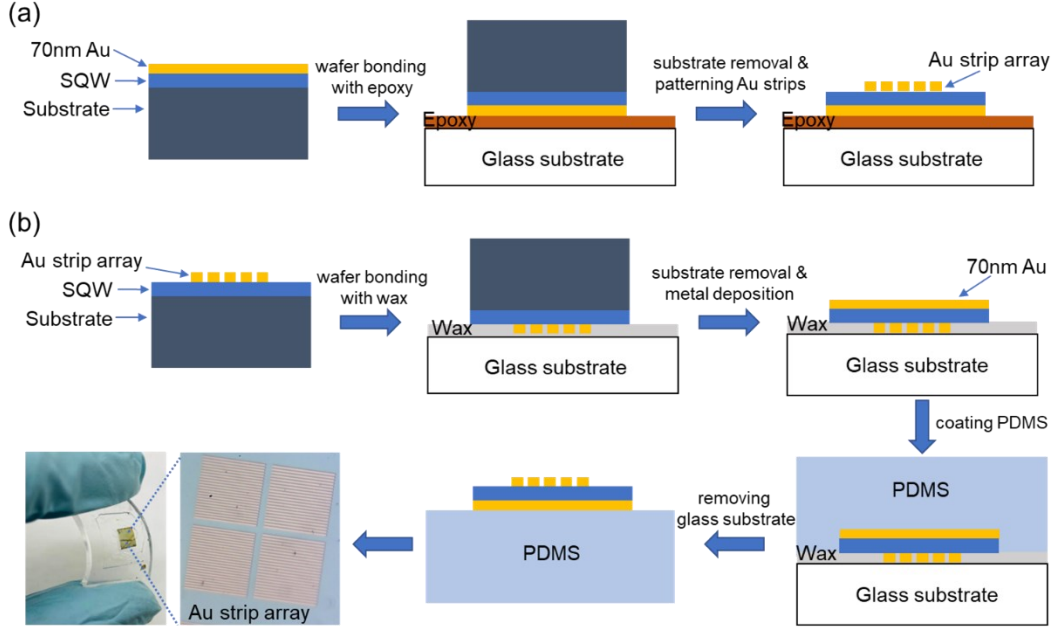 (a)
70nm Au
SQW
Substrate
wafer bonding
with epoxy
Epoxy
Glass substrate
substrate removal &
patterning Au strips
Au strip array
Epoxy
Glass substrate
(b)
Au strip array
SQW
Substrate
wafer bonding
with wax
Wax
Glass substrate
substrate removal &
metal deposition
70nm Au
Wax
Glass substrate
coating PDMS
PDMS
Wax
Glass substrate
removing
glass substrate
PDMS
Au strip array